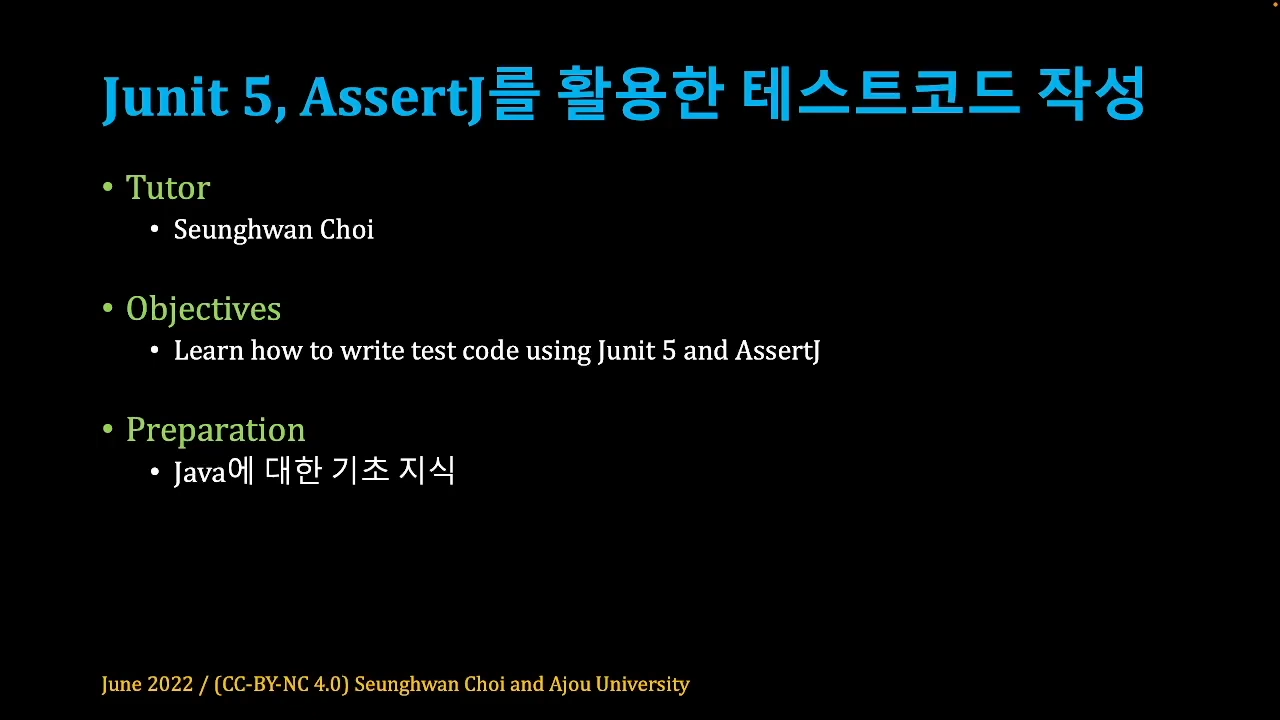 Junit 5, AssertJ를 활용한 테스트코드 작성
• Tutor
• Seunghwan Choi
• Objectives
• Learn how to write test code using Junit 5 and AssertJ
• Preparation
• Java에 대한 기초 지식
June 2022 / (CC-BY-NC 4.0) Seunghwan Choi and Ajou University